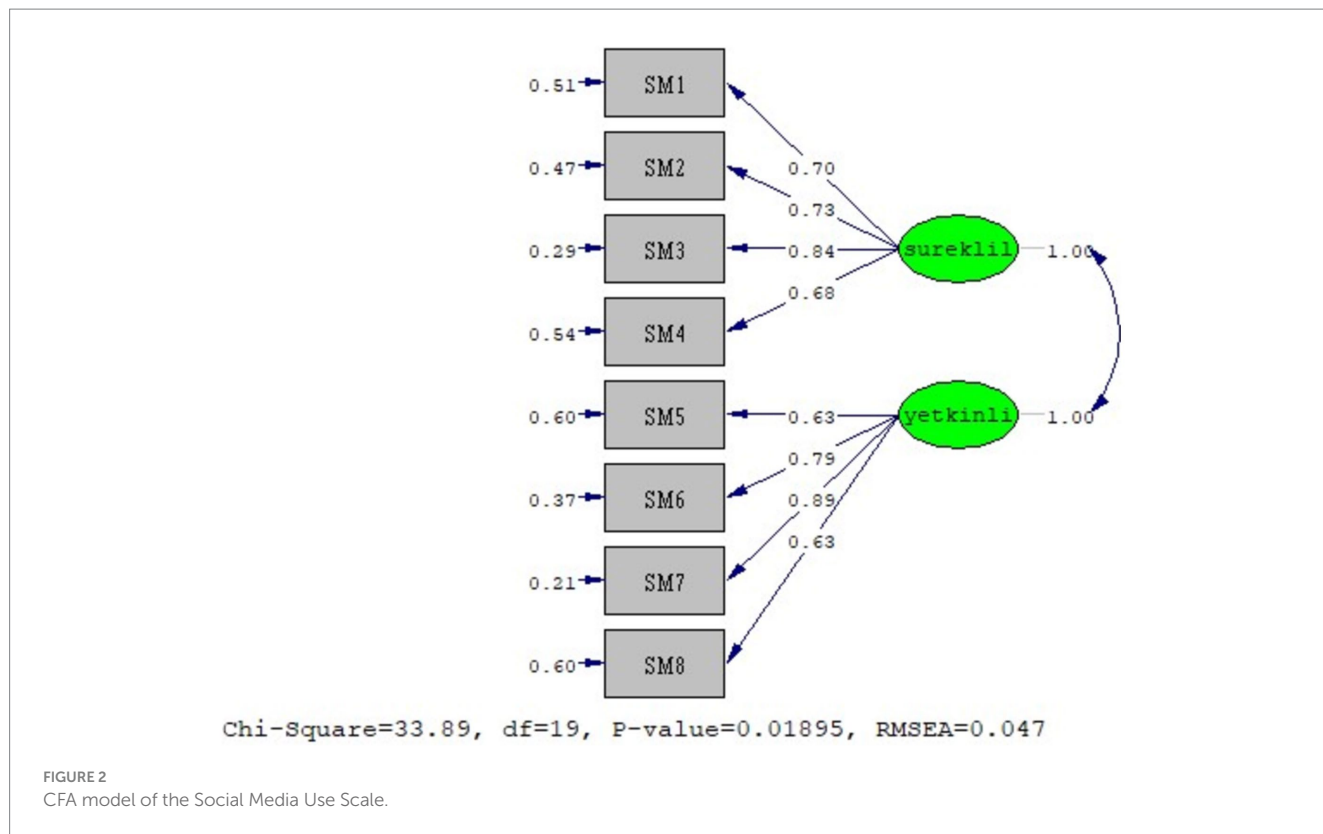 0.51 SM1
0.70
0.47 SM2
0.73
0.29 SM3 0.84 sureklil 1.00
0.68
0.54 SM4
0.60 SM5 0.63 yetkinli 1.00
0.79
0.37 SM6
0.89
0.63
0.21 SM7
0.60 SM8
Chi-Square=33.89, df=19, P-value=0.01895, RMSEA=0.047
FIGURE 2
CFA model of the Social Media Use Scale.